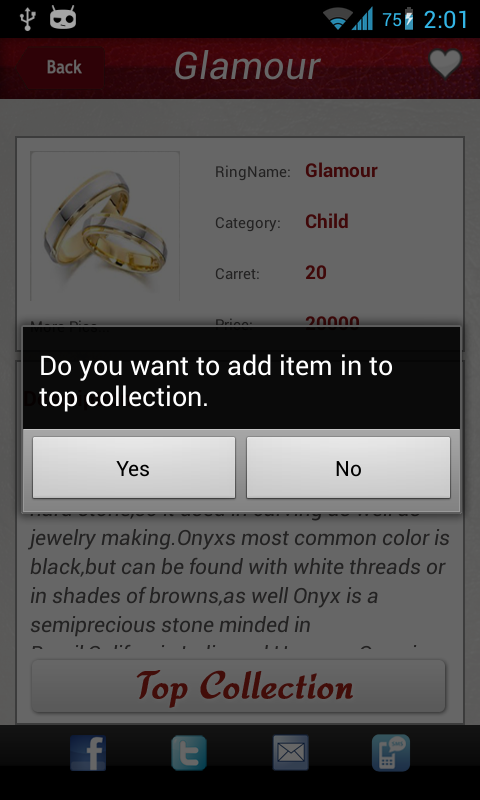 75 2:01
Back Glamour
RingName: Glamour
Category: Child
Carret: 20
More Pics
Price: 20000
Do you want to add item in to
top collection.
Yes No
jewelry making.Onyxs most common color is
black,but can be found with white threads or
in shades of browns,as well Onyx is a
semiprecious stone minded in
Top Collection